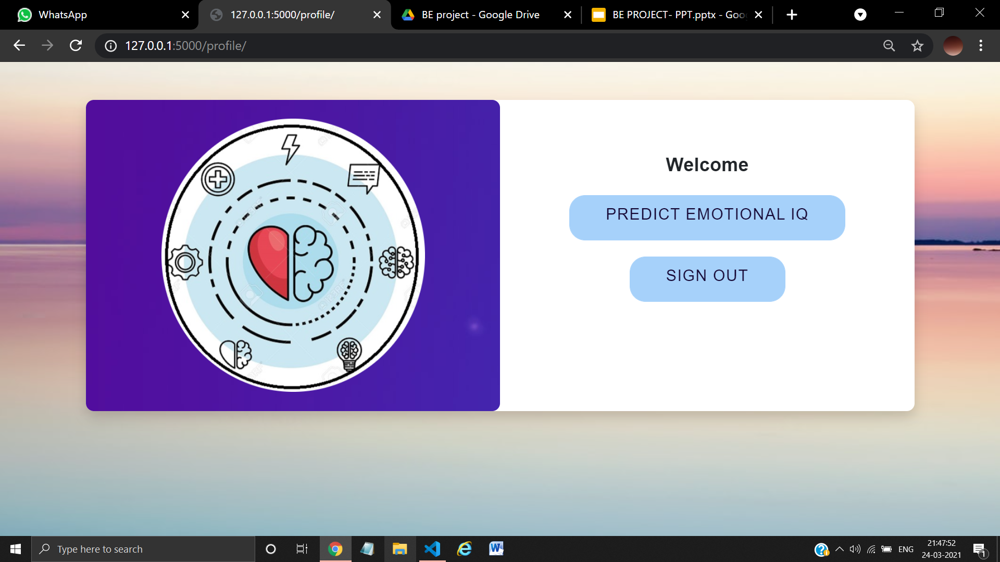 WhatsApp
127.0.0.1:5000/profile/
BE project - Google Drive
BE PROJECT- PPT.pptx - Goo
127.0.0.1:5000/profile/
Welcome
PREDICT EMOTIONAL IQ
SIGN OUT
Type here to search
ENG
21:47:52
24-03-2021
1